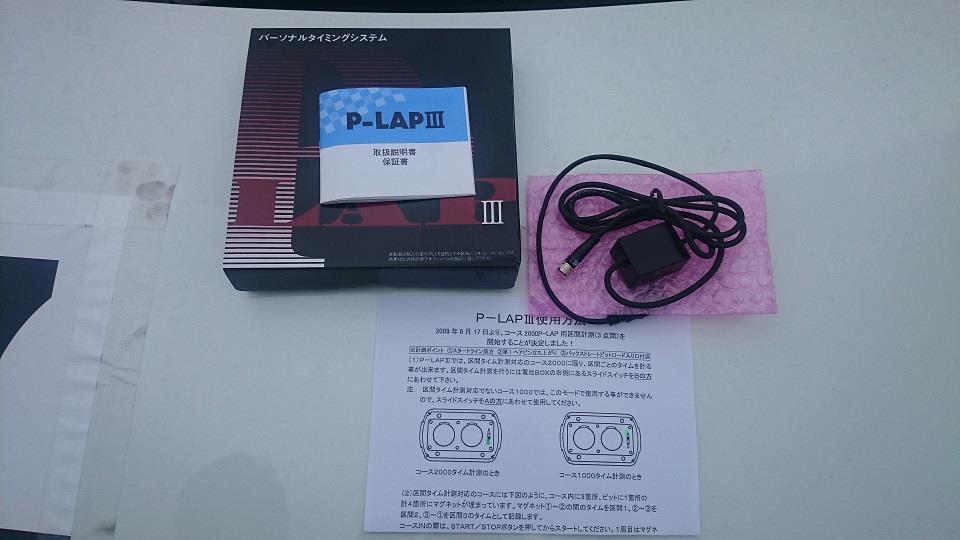 パーソナルタイミングシステム
P-LAPⅢ
取扱説明書
保証書
LAP
Ⅲ
P－LAPⅢ使用方法
2009年6月17日より、コース2000P-LAP用区間計測(3点間)を
開始することが決定しました！
(1)P－LAPⅢでは、区間タイム計測対応のコース2000に限り、区間ごとのタイムを計る
事が出来ます。区間タイム計測を行うには電池BOXの右側にあるスライドスイッチをBの方
にあわせて下さい。
注．区間タイム計測対応でないコース1000では、このモードで使用する事ができません
ので、スライドスイッチをAの方にあわせて使用してください。
コース2000タイム計測のとき
コース1000タイム計測のとき
(2)区間タイム計測対応のコースには下図のように、コース内に3箇所、ピットに1箇所の
計4箇所にマグネットが埋まっています。マグネット①～②の間のタイムを区間1、②～③を
区間2、③～①を区間3のタイムとして記録します。
コースINの際は、START／STOPボタンを押してからスタートしてください。1周目はマグネ